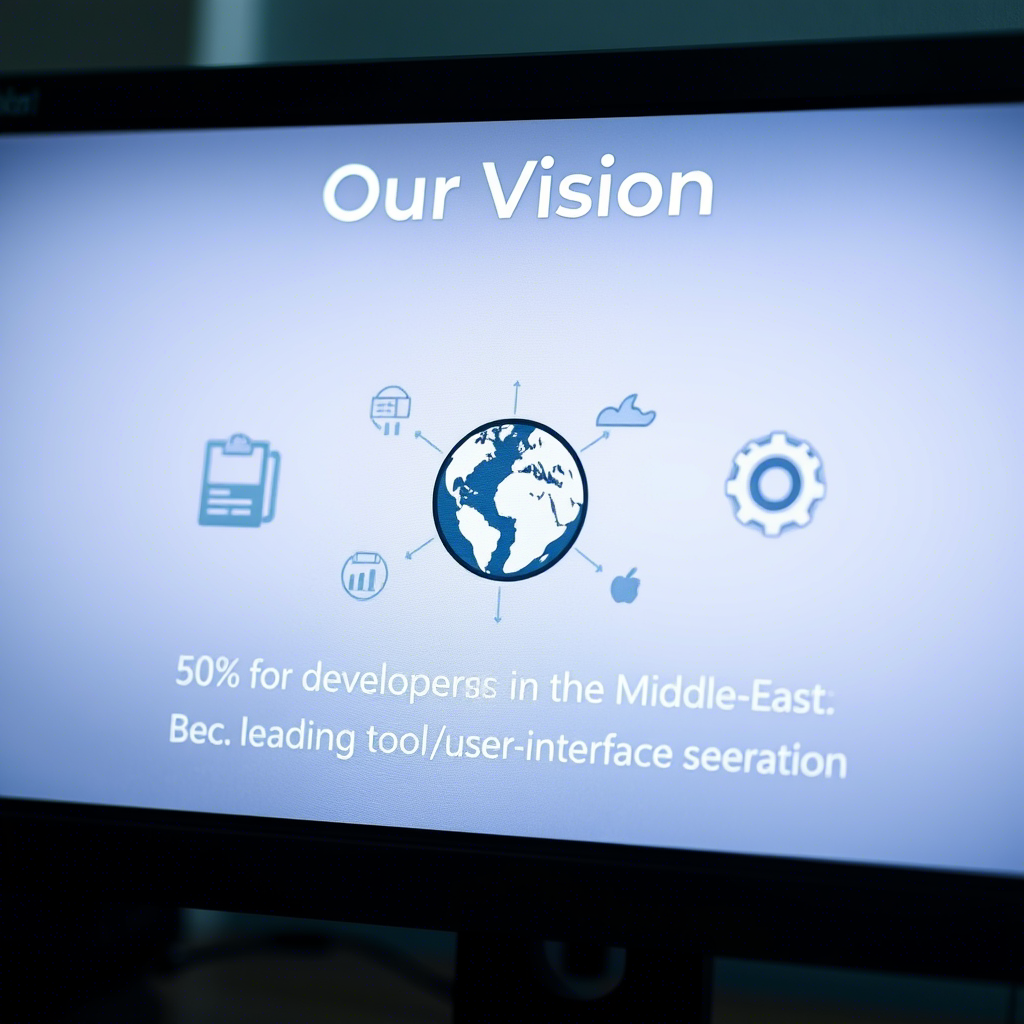 Our Vision
50% for developerss in the Middle-East:
Bec. leading tool/user-interface seeration